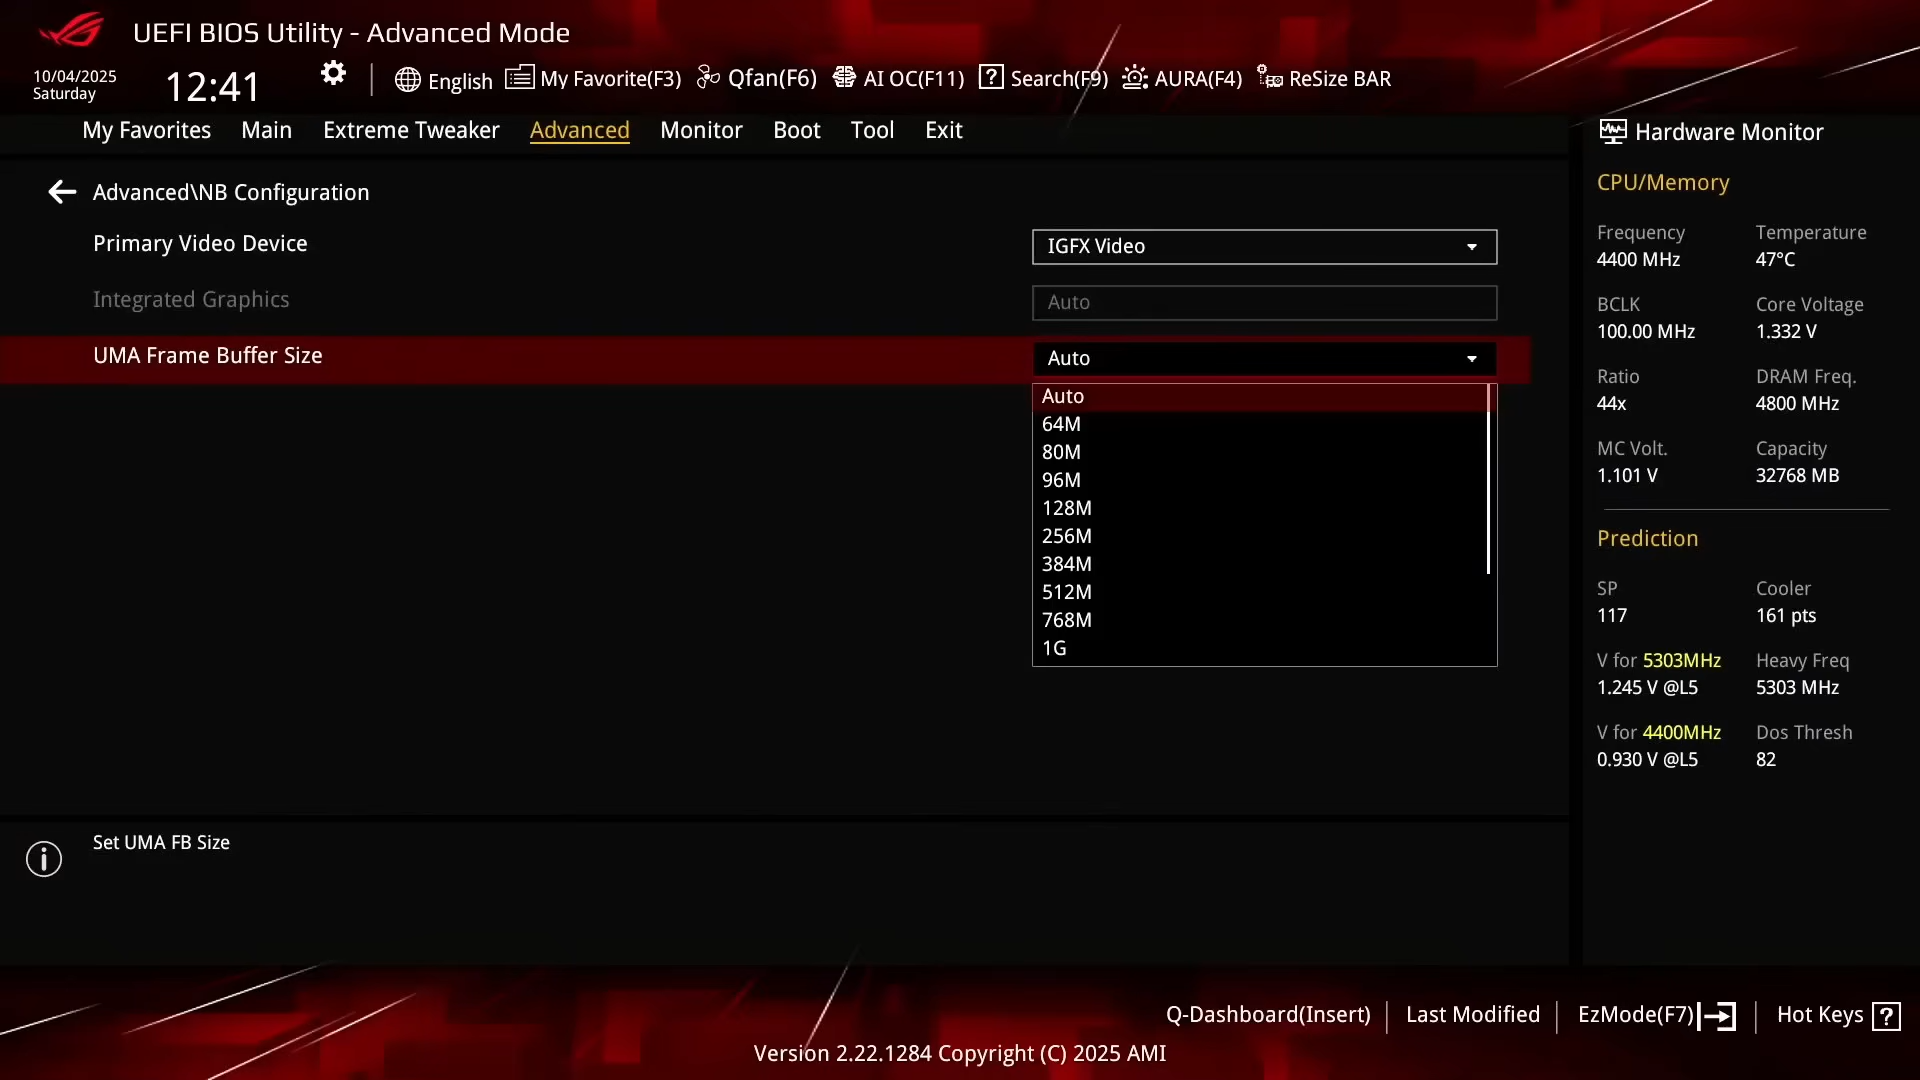 UEFI BIOS Utility - Advanced Mode
10/04/2025
Saturday
12:41
English
My Favorite(F3)
Qfan(F6)
AI OC(F11)
Search(F9)
AURA(F4)
ReSize BAR
My Favorites
Main
Extreme Tweaker
Advanced
Monitor
Boot
Tool
Exit
Advanced\NB Configuration
Primary Video Device
IGFX Video
Integrated Graphics
Auto
UMA Frame Buffer Size
Auto
Auto
64M
80M
96M
128M
256M
384M
512M
768M
1G
Set UMA FB Size
Hardware Monitor
CPU/Memory
Frequency
Temperature
4400 MHz
47°C
BCLK
Core Voltage
100.00 MHz
1.332 V
Ratio
DRAM Freq.
44x
4800 MHz
MC Volt.
Capacity
1.101 V
32768 MB
Prediction
SP
Cooler
117
161 pts
V for 5303MHz
Heavy Freq
1.245 V @L5
5303 MHz
V for 4400MHz
Dos Thresh
0.930 V @L5
82
Q-Dashboard(Insert)
Last Modified
EzMode(F7)
Hot Keys ?
Version 2.22.1284 Copyright (C) 2025 AMI